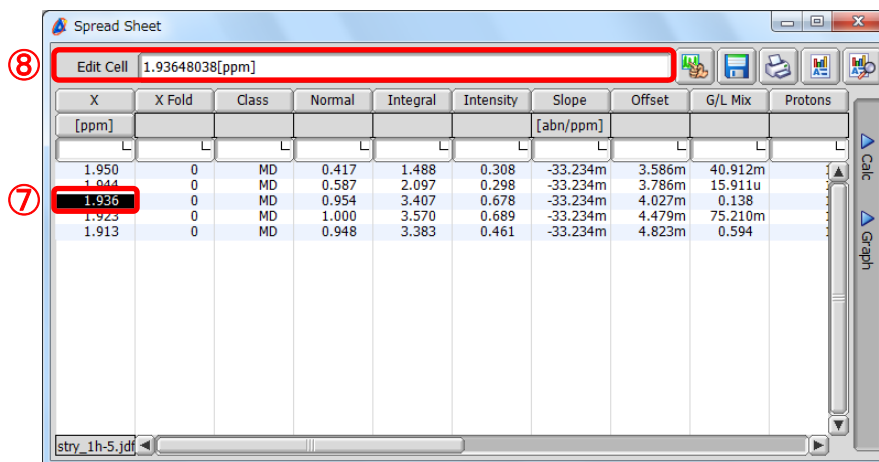 Spread Sheet
⑧ Edit Cell 1.93648038[ppm]
X X Fold Class Normal Integral Intensity Slope Offset G/L Mix Protons
[ppm] [abn/ppm]
1.950 0 MD 0.417 1.488 0.308 -33.234m 3.586m 40.912m
1.944 0 MD 0.587 2.097 0.298 -33.234m 3.786m 15.911u
⑦ 1.936 0 MD 0.954 3.407 0.678 -33.234m 4.027m 0.138
1.923 0 MD 1.000 3.570 0.689 -33.234m 4.479m 75.210m
1.913 0 MD 0.948 3.383 0.461 -33.234m 4.823m 0.594
Calc
Graph
stry_1h-5.jdf